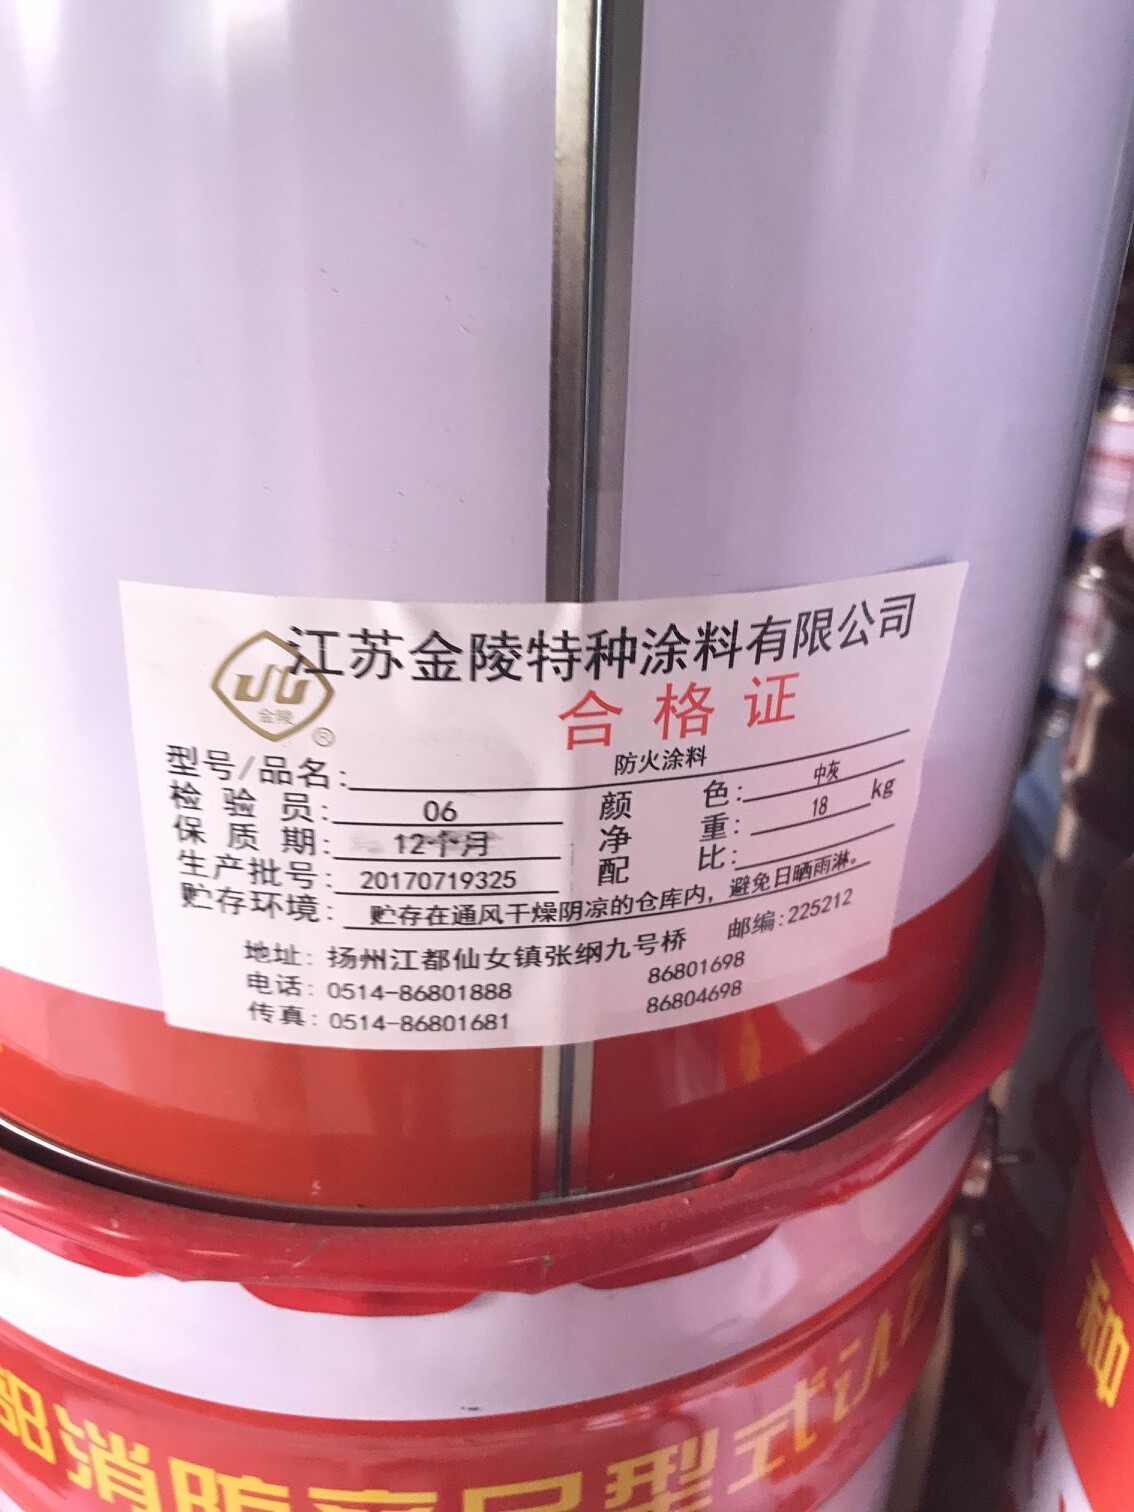 江苏金陵特种涂料有限公司
金陵
®
合格证
型号/品名: 防火涂料
检验员: 06 颜色: 中灰
保质期: 12个月 净重: 18 kg
生产批号: 20170719325 配比:
贮存环境: 贮存在通风干燥阴凉的仓库内，避免日晒雨淋。
地址: 扬州江都仙女镇张纲九号桥 邮编:225212
电话: 0514-86801888 86801698
传真: 0514-86801681 86804698
部消防产品型式认
种